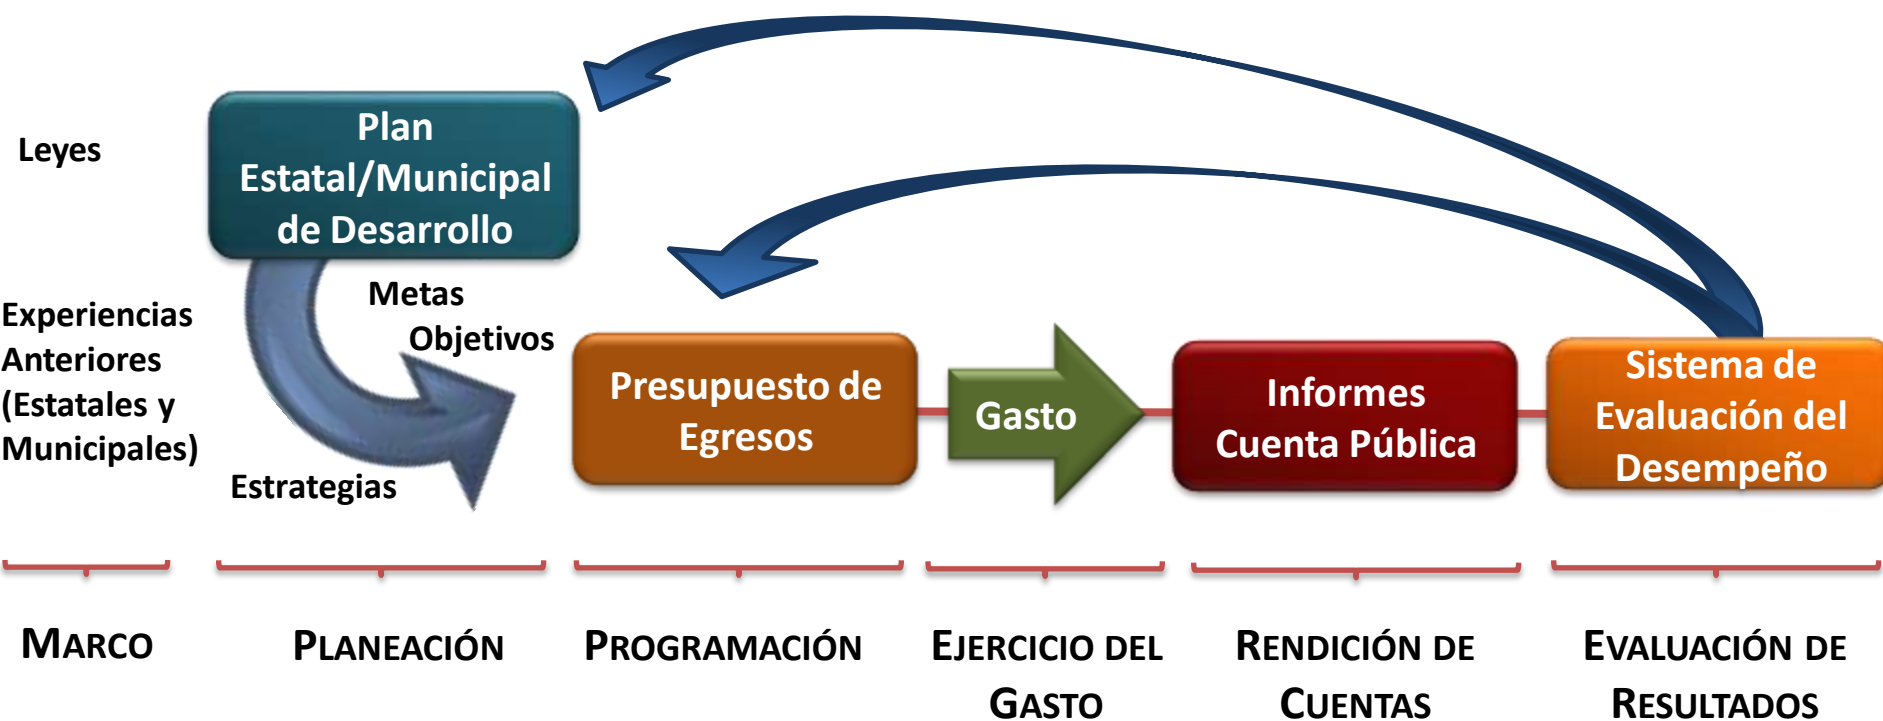 Leyes
Plan
Estatal/Municipal
de Desarrollo
Experiencias
Anteriores
(Estatales y
Municipales)
Metas
Objetivos
Estrategias
Presupuesto de
Egresos
Gasto
Informes
Cuenta Pública
Sistema de
Evaluación del
Desempeño
MARCO
PLANEACIÓN
PROGRAMACIÓN
EJERCICIO DEL
GASTO
RENDICIÓN DE
CUENTAS
EVALUACIÓN DE
RESULTADOS